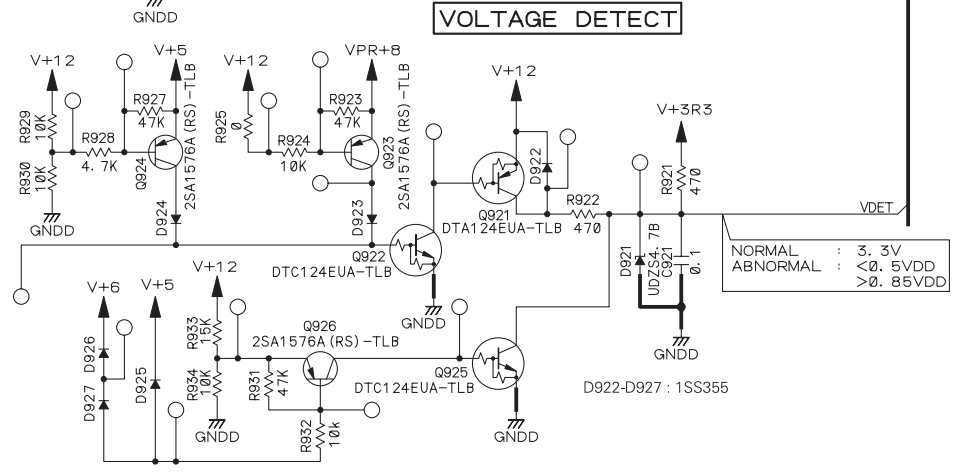 GNDD
VOLTAGE DETECT
V+12
V+5
V+12
VPR+8
V+12
V+3R3
R929
10K
R927
47K
R928
4. 7K
R930
10K
Q924
2SA1576A (RS) -TLB
R925
0
R923
47K
R924
10K
Q923
2SA1576A (RS) -TLB
D922
R921
470
GNDD
D924
D923
Q921
DTA124EUA-TLB
R922
470
VDET
Q922
DTC124EUA-TLB
D921
UDZS4. 7B
C921
0.1
NORMAL : 3. 3V
ABNORMAL : <0. 5VDD
>0. 85VDD
V+6
V+5
V+12
GNDD
GNDD
R933
15K
Q926
2SA1576A (RS) -TLB
D926
D927
D925
R934
10K
R931
47K
Q925
DTC124EUA-TLB
D922-D927 : 1SS355
GNDD
R932
10k
GNDD